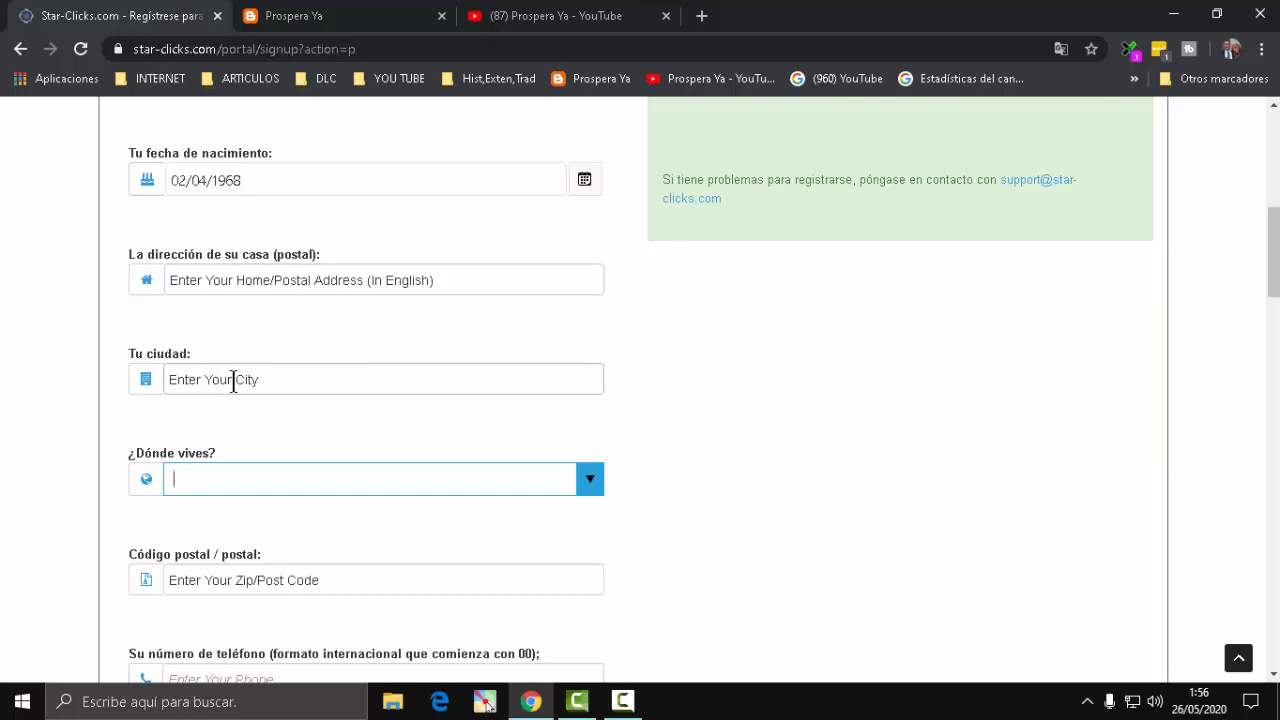 Star-Clicks.com - Regístrese para
Prospera Ya
(87) Prospera Ya - YouTube
star-clicks.com/portal/signup?action=p
3
1
Aplicaciones
INTERNET
ARTICULOS
DLC
YOU TUBE
Hist,Exten,Trad
Prospera Ya
Prospera Ya - YouTu...
(960) YouTube
Estadísticas del can...
»
Otros marcadores
Tu fecha de nacimiento:
02/04/1968
Si tiene problemas para registrarse, póngase en contacto con support@star-
clicks.com
La dirección de su casa (postal):
Enter Your Home/Postal Address (In English)
Tu ciudad:
Enter Your City
¿Dónde vives?
Código postal / postal:
Enter Your Zip/Post Code
Su número de teléfono (formato internacional que comienza con 00);
Enter Your Phone
Escribe aquí para buscar.
1:56
26/05/2020